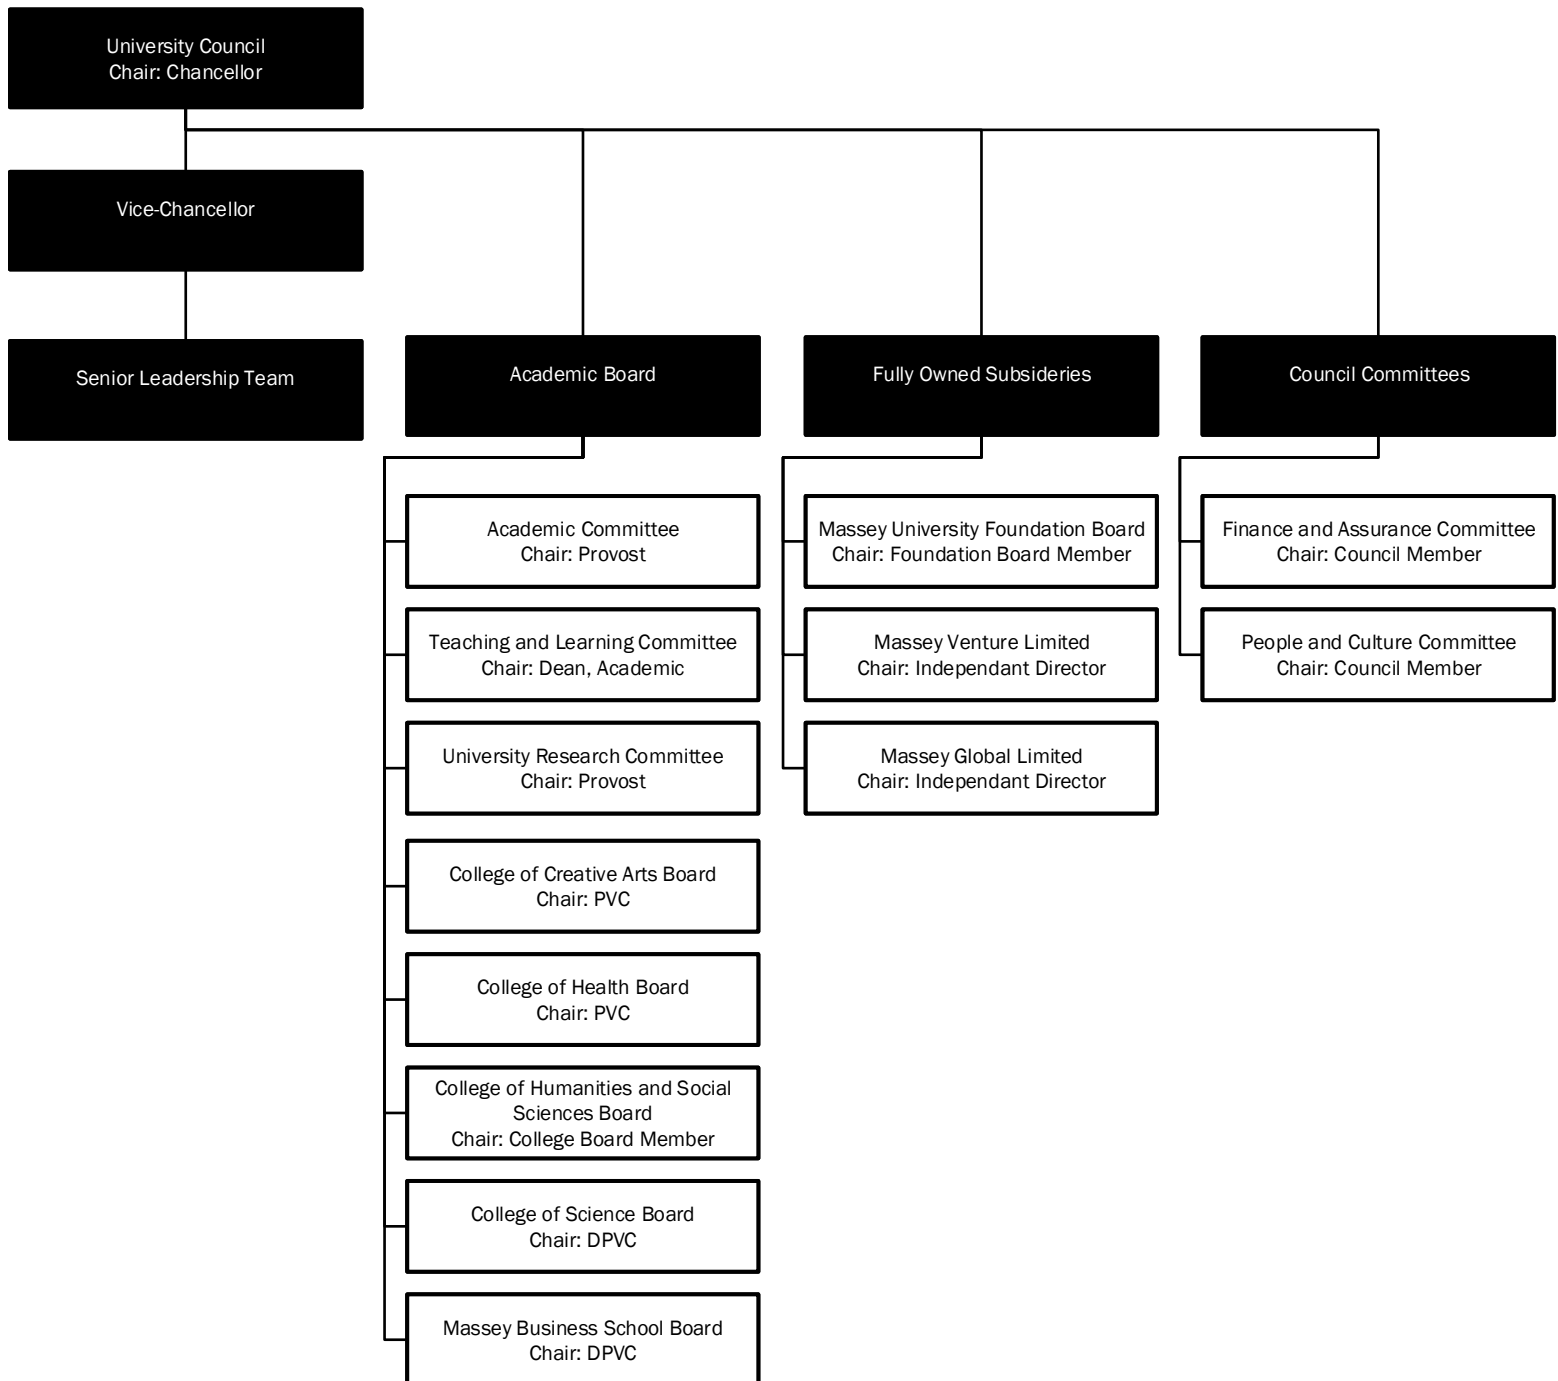 University Council
Chair: Chancellor
Vice-Chancellor
Senior Leadership Team
Academic Board
Fully Owned Subsideries
Council Committees
Academic Committee
Chair: Provost
Teaching and Learning Committee
Chair: Dean, Academic
University Research Committee
Chair: Provost
College of Creative Arts Board
Chair: PVC
College of Health Board
Chair: PVC
College of Humanities and Social
Sciences Board
Chair: College Board Member
College of Science Board
Chair: DPVC
Massey Business School Board
Chair: DPVC
Massey University Foundation Board
Chair: Foundation Board Member
Massey Venture Limited
Chair: Independant Director
Massey Global Limited
Chair: Independant Director
Finance and Assurance Committee
Chair: Council Member
People and Culture Committee
Chair: Council Member